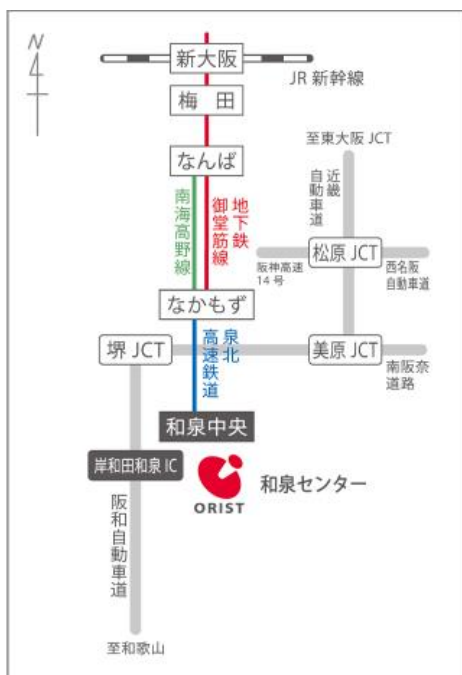 N
新大阪
JR 新幹線
梅 田
至東大阪 JCT
なんば
近畿
自動車道
南海高野線
地下鉄
御堂筋線
阪神高速
14 号
松原 JCT
西名阪
自動車道
なかもず
堺 JCT
泉北
高速鉄道
美原 JCT
南阪奈
道路
和泉中央
岸和田和泉 IC
ORIST
和泉センター
阪和自動車道
至和歌山